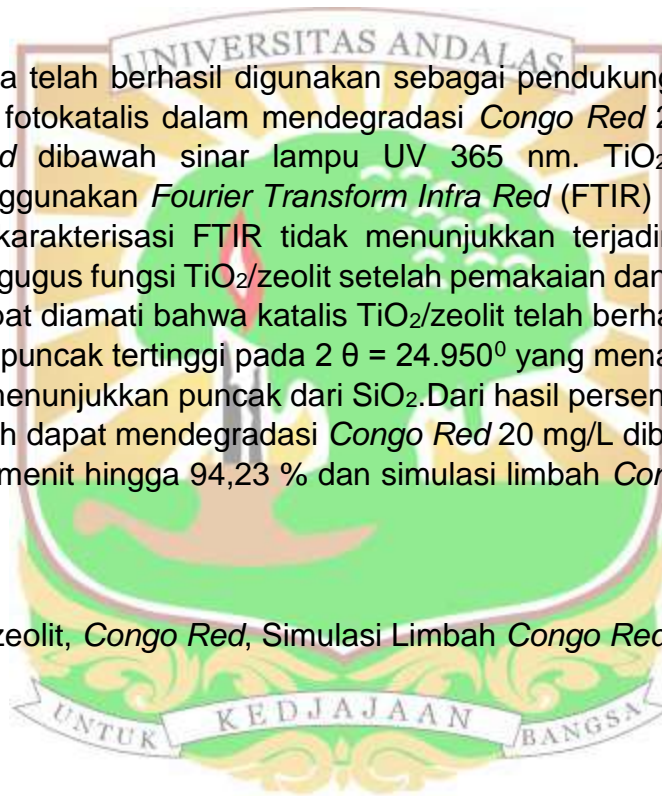 UNIVERSITAS ANDALAS
a telah berhasil digunakan sebagai pendukung
fotokatalis dalam mendegradasi Congo Red 2
d dibawah sinar lampu UV 365 nm. TiO₂
ggunakan Fourier Transform Infra Red (FTIR)
karakterisasi FTIR tidak menunjukkan terjadin
gugus fungsi TiO₂/zeolit setelah pemakaian dan
at diamati bahwa katalis TiO₂/zeolit telah berha
puncak tertinggi pada 2 θ = 24.950⁰ yang mena
menunjukkan puncak dari SiO₂.Dari hasil persen
h dapat mendegradasi Congo Red 20 mg/L dib
menit hingga 94,23 % dan simulasi limbah Con
zeolit, Congo Red, Simulasi Limbah Congo Red
UNTUK KEDJAJAAN BANGSA